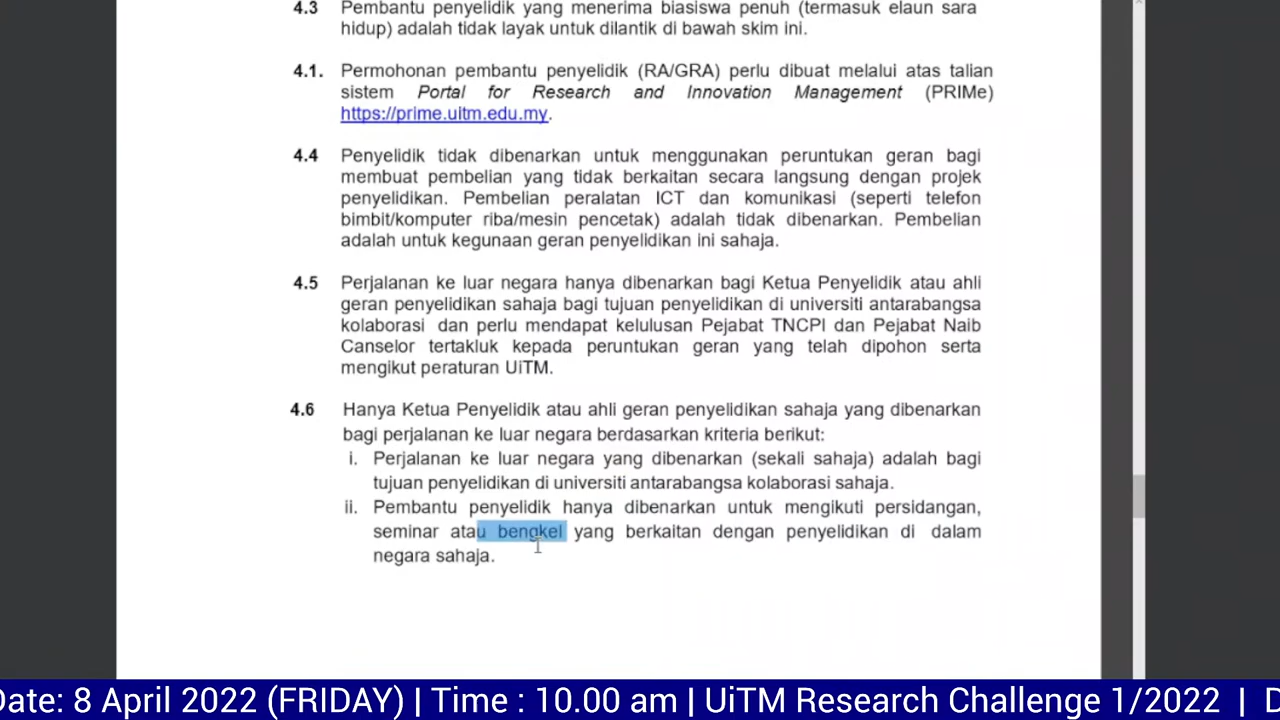 4.3 Pembantu penyelidik yang menerima biasiswa penuh (termasuk elaun sara
hidup) adalah tidak layak untuk dilantik di bawah skim ini.
4.1. Permohonan pembantu penyelidik (RA/GRA) perlu dibuat melalui atas talian
sistem Portal for Research and Innovation Management (PRIMe)
https://prime.uitm.edu.my.
4.4 Penyelidik tidak dibenarkan untuk menggunakan peruntukan geran bagi
membuat pembelian yang tidak berkaitan secara langsung dengan projek
penyelidikan. Pembelian peralatan ICT dan komunikasi (seperti telefon
bimbit/komputer riba/mesin pencetak) adalah tidak dibenarkan. Pembelian
adalah untuk kegunaan geran penyelidikan ini sahaja.
4.5 Perjalanan ke luar negara hanya dibenarkan bagi Ketua Penyelidik atau ahli
geran penyelidikan sahaja bagi tujuan penyelidikan di universiti antarabangsa
kolaborasi dan perlu mendapat kelulusan Pejabat TNCPI dan Pejabat Naib
Canselor tertakluk kepada peruntukan geran yang telah dipohon serta
mengikut peraturan UiTM.
4.6 Hanya Ketua Penyelidik atau ahli geran penyelidikan sahaja yang dibenarkan
bagi perjalanan ke luar negara berdasarkan kriteria berikut:
i. Perjalanan ke luar negara yang dibenarkan (sekali sahaja) adalah bagi
tujuan penyelidikan di universiti antarabangsa kolaborasi sahaja.
ii. Pembantu penyelidik hanya dibenarkan untuk mengikuti persidangan,
seminar atau bengkel yang berkaitan dengan penyelidikan di dalam
negara sahaja.
Date: 8 April 2022 (FRIDAY) | Time : 10.00 am | UiTM Research Challenge 1/2022 |